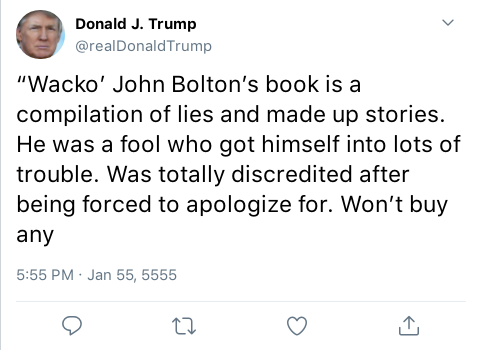 Donald J. Trump
@realDonaldTrump
“Wacko’ John Bolton’s book is a
compilation of lies and made up stories.
He was a fool who got himself into lots of
trouble. Was totally discredited after
being forced to apologize for. Won’t buy
any
5:55 PM · Jan 55, 5555